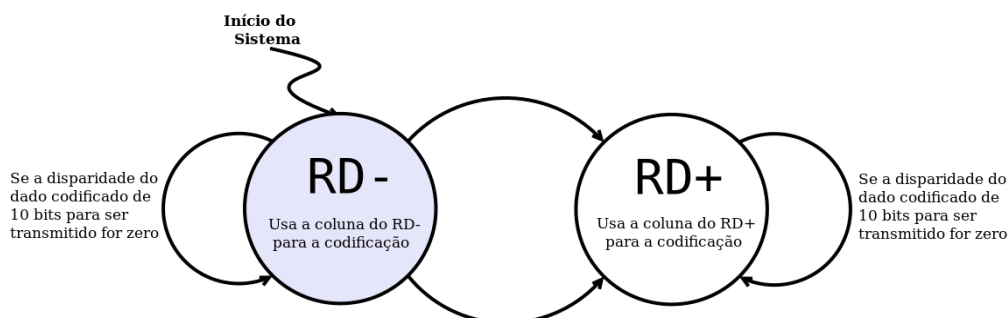 Início do
Sistema
RD-
Usa a coluna do RD-
para a codificação
RD+
Usa a coluna do RD+
para a codificação
Se a disparidade do
dado codificado de
10 bits para ser
transmitido for zero
Se a disparidade do
dado codificado de
10 bits para ser
transmitido for zero